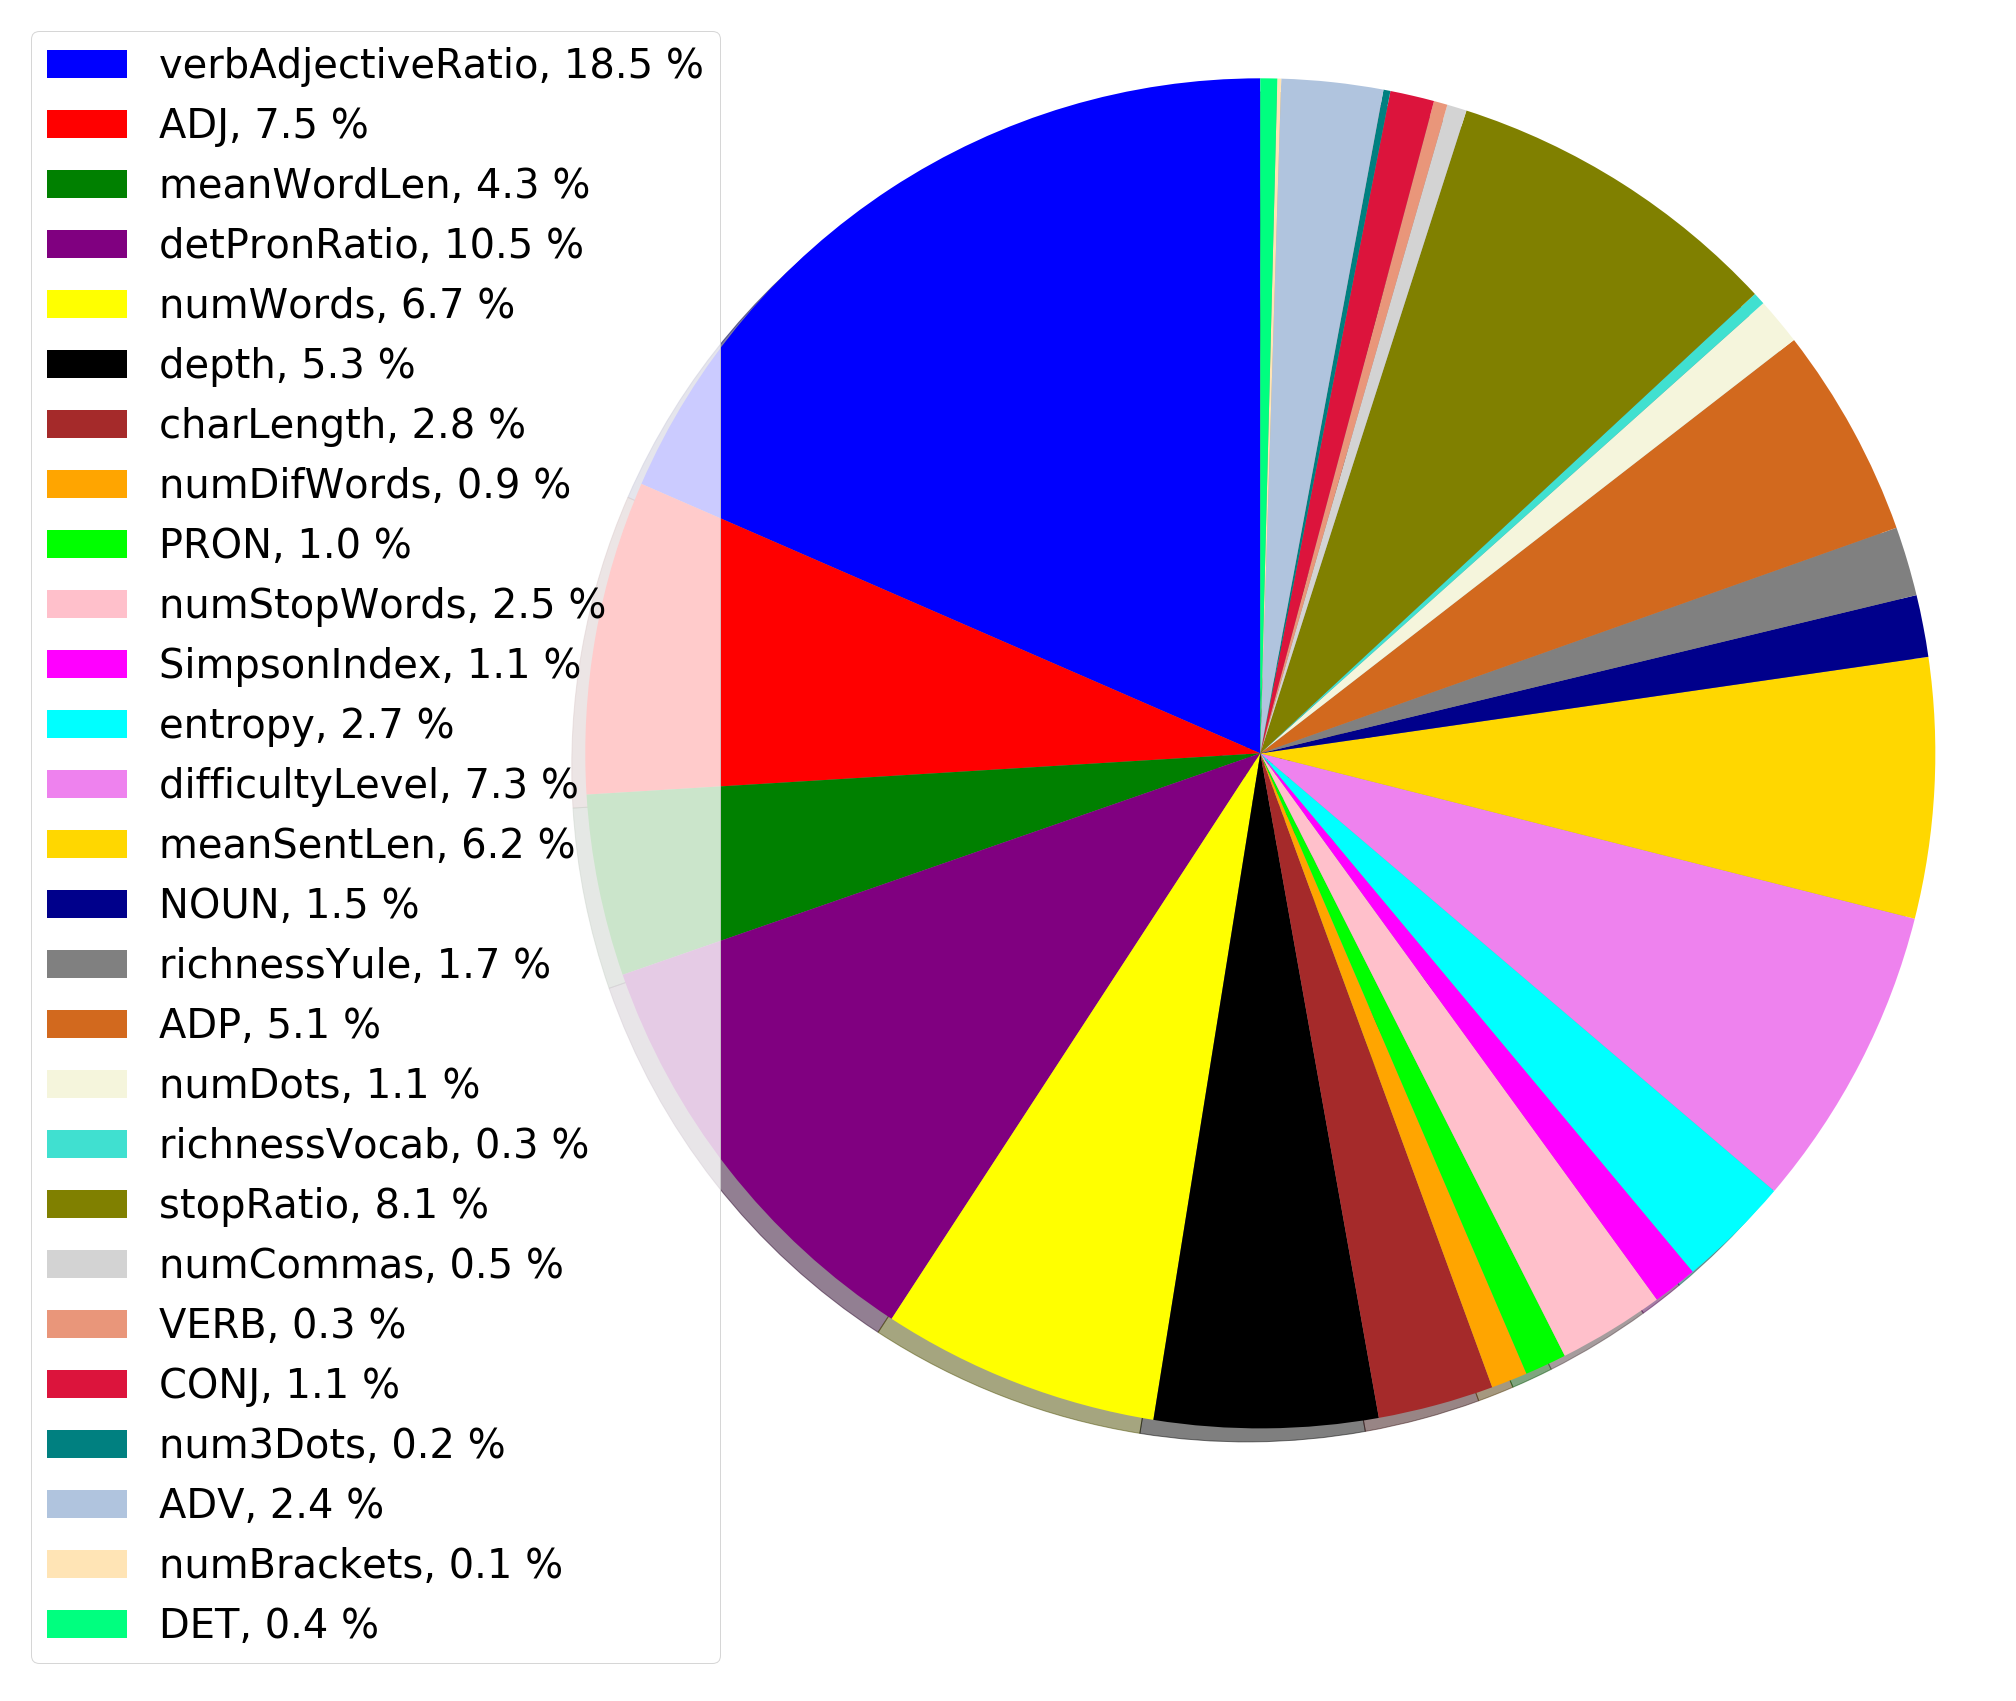 verbAdjectiveRatio, 18.5 %
ADJ, 7.5 %
meanWordLen, 4.3 %
detPronRatio, 10.5 %
numWords, 6.7 %
depth, 5.3 %
charLength, 2.8 %
numDifWords, 0.9 %
PRON, 1.0 %
numStopWords, 2.5 %
SimpsonIndex, 1.1 %
entropy, 2.7 %
difficultyLevel, 7.3 %
meanSentLen, 6.2 %
NOUN, 1.5 %
richnessYule, 1.7 %
ADP, 5.1 %
numDots, 1.1 %
richnessVocab, 0.3 %
stopRatio, 8.1 %
numCommas, 0.5 %
VERB, 0.3 %
CONJ, 1.1 %
num3Dots, 0.2 %
ADV, 2.4 %
numBrackets, 0.1 %
DET, 0.4 %